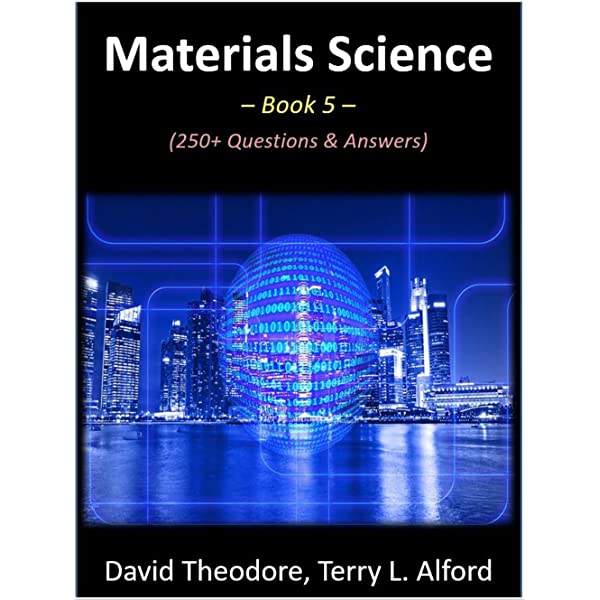 Materials Science
– Book 5 –
(250+ Questions & Answers)
David Theodore, Terry L. Alford